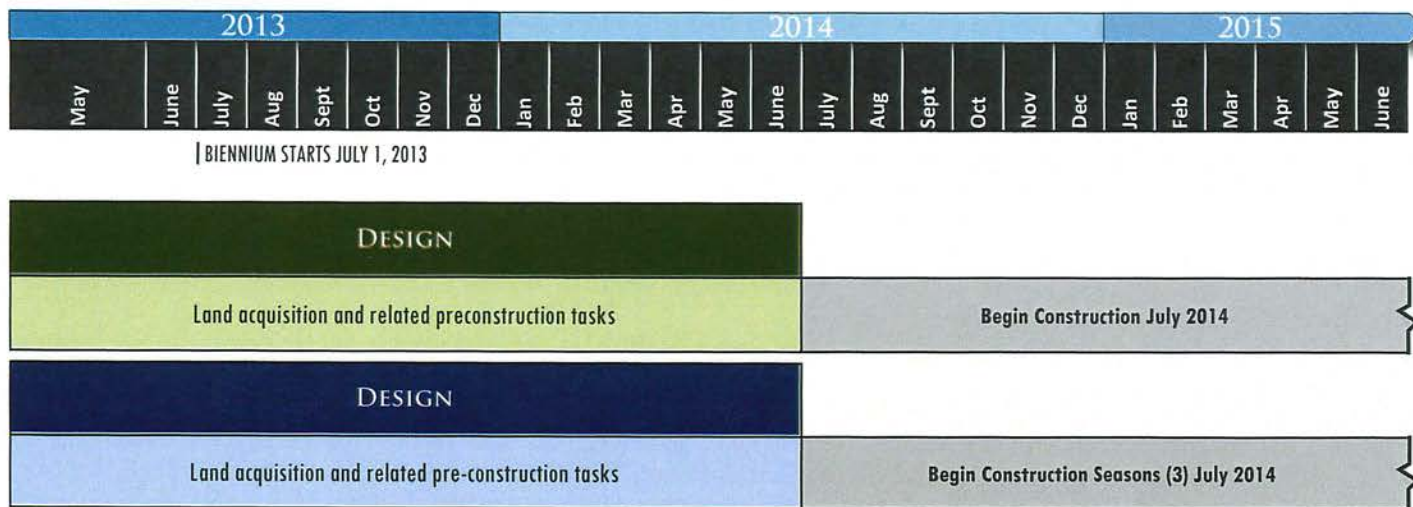 2013 2014 2015
May June July Aug Sept Oct Nov Dec Jan Feb Mar Apr May June July Aug Sept Oct Nov Dec Jan Feb Mar Apr May June
BIENNIUM STARTS JULY 1, 2013
DESIGN
Land acquisition and related preconstruction tasks Begin Construction July 2014
DESIGN
Land acquisition and related pre-construction tasks Begin Construction Seasons (3) July 2014